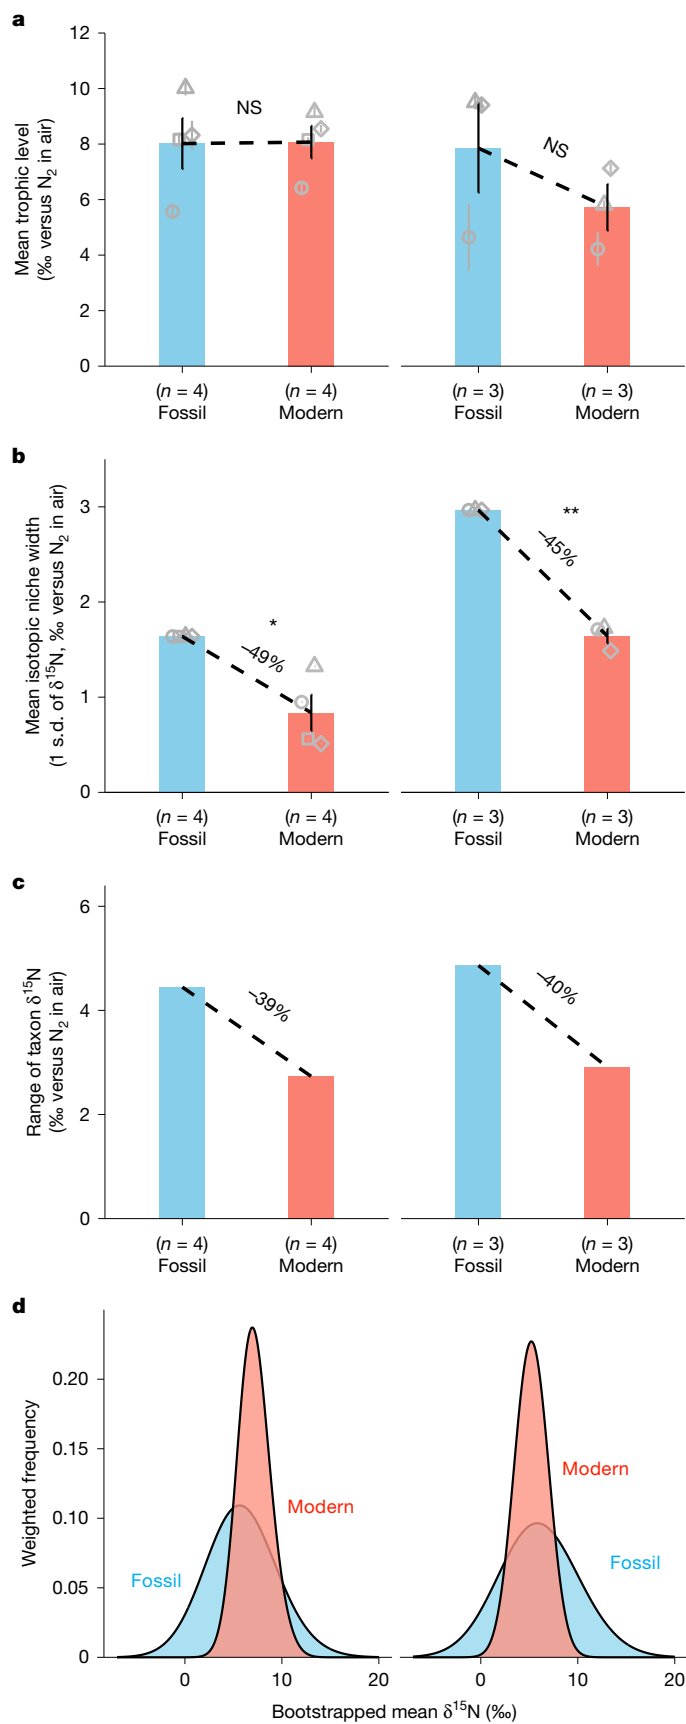 a
Mean trophic level
(‰ versus N2 in air)
12
10
8
6
4
2
0
NS
NS
(n = 4)
Fossil
(n = 4)
Modern
(n = 3)
Fossil
(n = 3)
Modern
b
Mean isotopic niche width
(1 s.d. of δ15N, ‰ versus N2 in air)
3
2
1
0
*
–49%
**
–45%
(n = 4)
Fossil
(n = 4)
Modern
(n = 3)
Fossil
(n = 3)
Modern
c
Range of taxon δ15N
(‰ versus N2 in air)
6
4
2
0
–39%
–40%
(n = 4)
Fossil
(n = 4)
Modern
(n = 3)
Fossil
(n = 3)
Modern
d
Weighted frequency
0.20
0.15
0.10
0.05
0
Modern
Fossil
Modern
Fossil
0
10
20
0
10
20
Bootstrapped mean δ15N (‰)